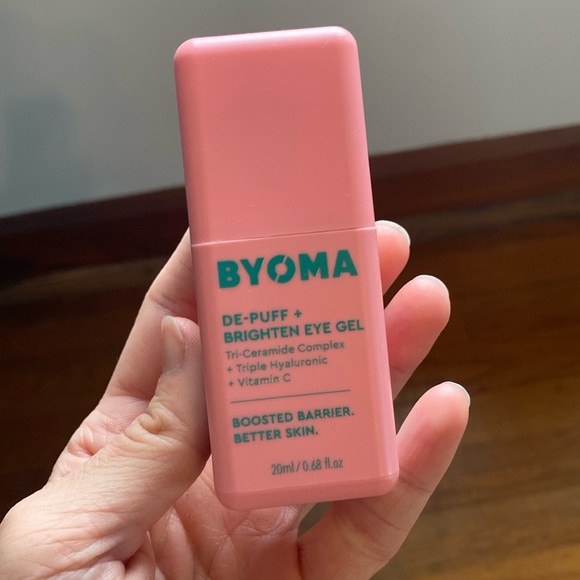 BYOMA
DE-PUFF +
BRIGHTEN EYE GEL
Tri-Ceramide Complex
+ Triple Hyaluronic
+ Vitamin C
BOOSTED BARRIER.
BETTER SKIN.
20ml/0.68 fl.oz